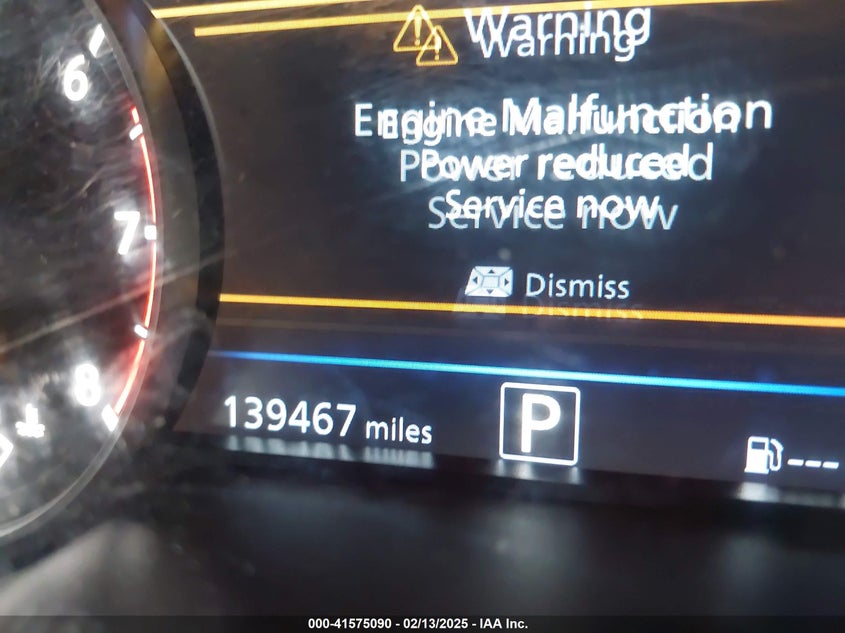 6
Warning
Engine Malfunction
Power reduced
Service now
7
Dismiss
8
139467 miles
P
---
000-41575090 - 02/13/2025 - IAA Inc.